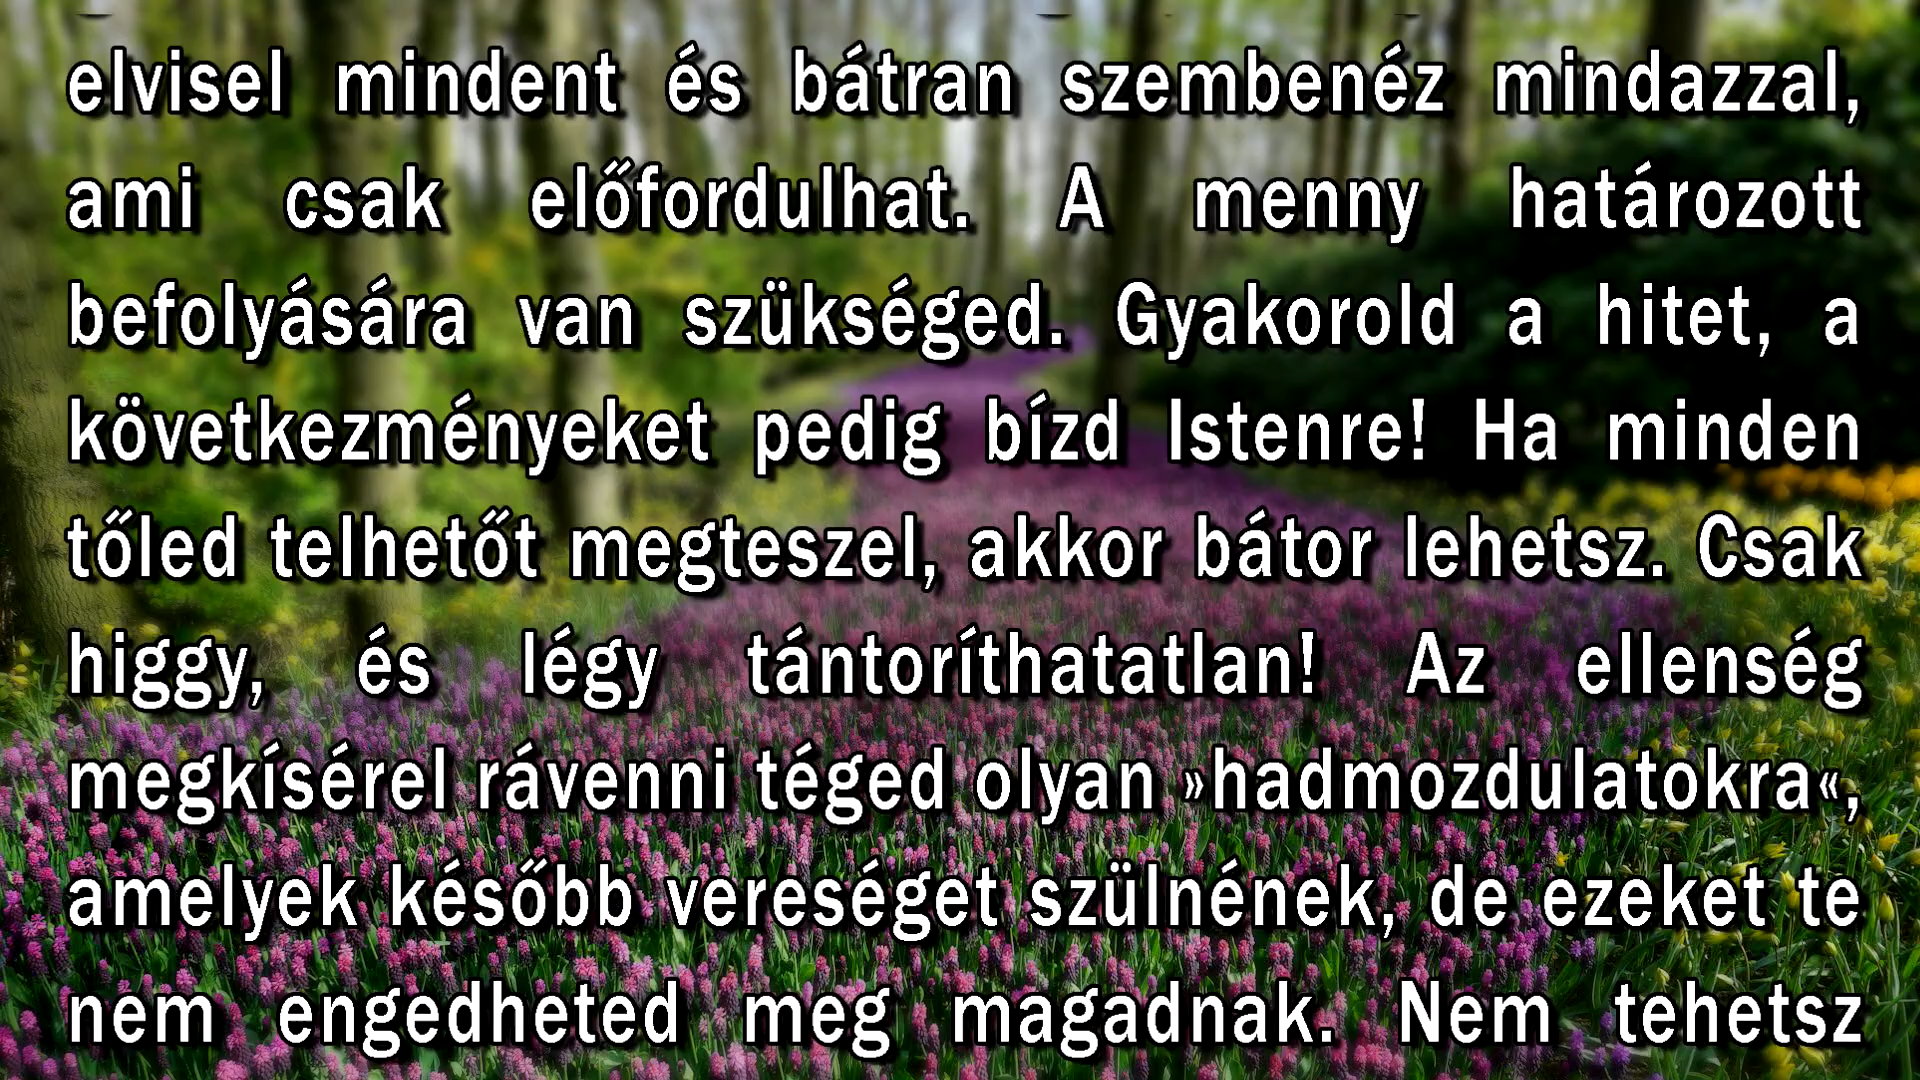 elvisel mindent és bátran szembenéz mindazzal,
ami csak előfordulhat. A menny határozott
befolyására van szükséged. Gyakorold a hitet, a
következményeket pedig bízd Istenre! Ha minden
tőled telhetőt megteszel, akkor bátor lehetsz. Csak
higgy, és légy tántoríthatatlan! Az ellenség
megkísérel rávenni téged olyan »hadmozdulatokra«,
amelyek később vereséget szülnének, de ezeket te
nem engedheted meg magadnak. Nem tehetsz